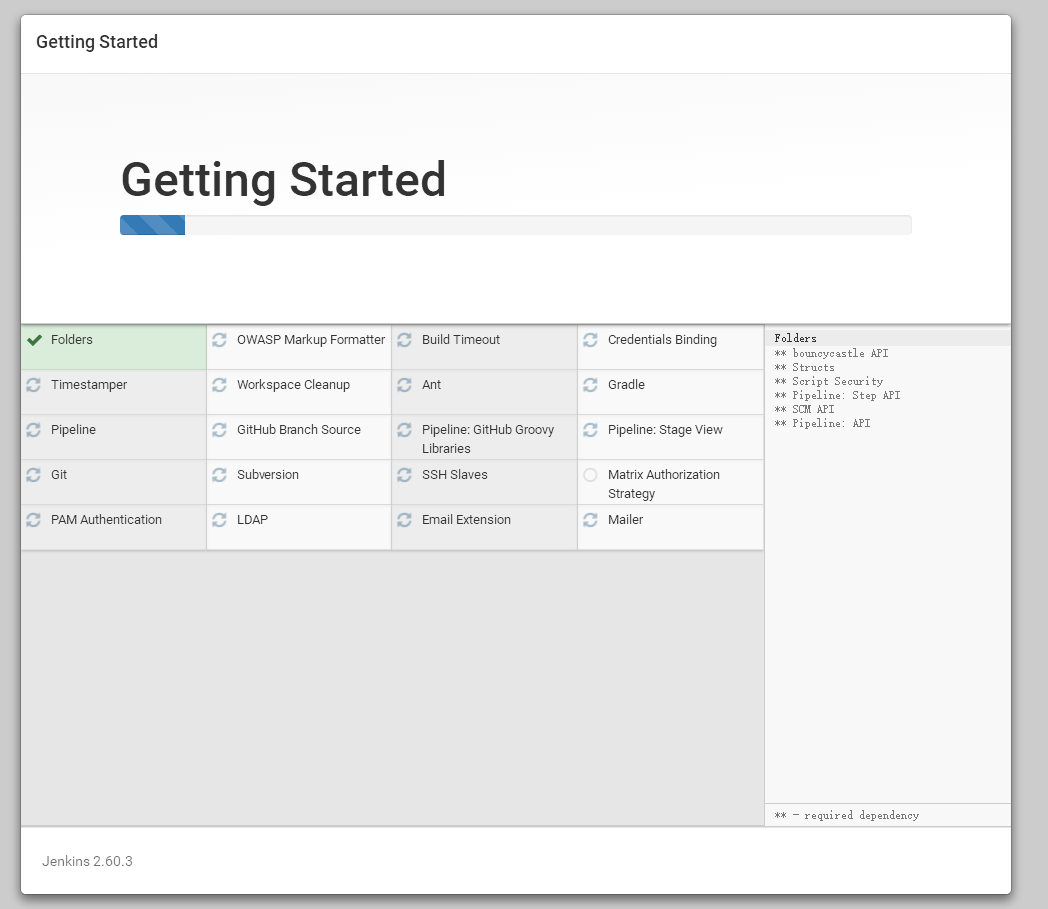 Getting Started
Getting Started
Folders
OWASP Markup Formatter
Build Timeout
Credentials Binding
Timestamper
Workspace Cleanup
Ant
Gradle
Pipeline
GitHub Branch Source
Pipeline: GitHub Groovy
Libraries
Pipeline: Stage View
Git
Subversion
SSH Slaves
Matrix Authorization
Strategy
PAM Authentication
LDAP
Email Extension
Mailer
Folders
** bouncycastle API
** Structs
** Script Security
** Pipeline: Step API
** SCM API
** Pipeline: API
** - required dependency
Jenkins 2.60.3